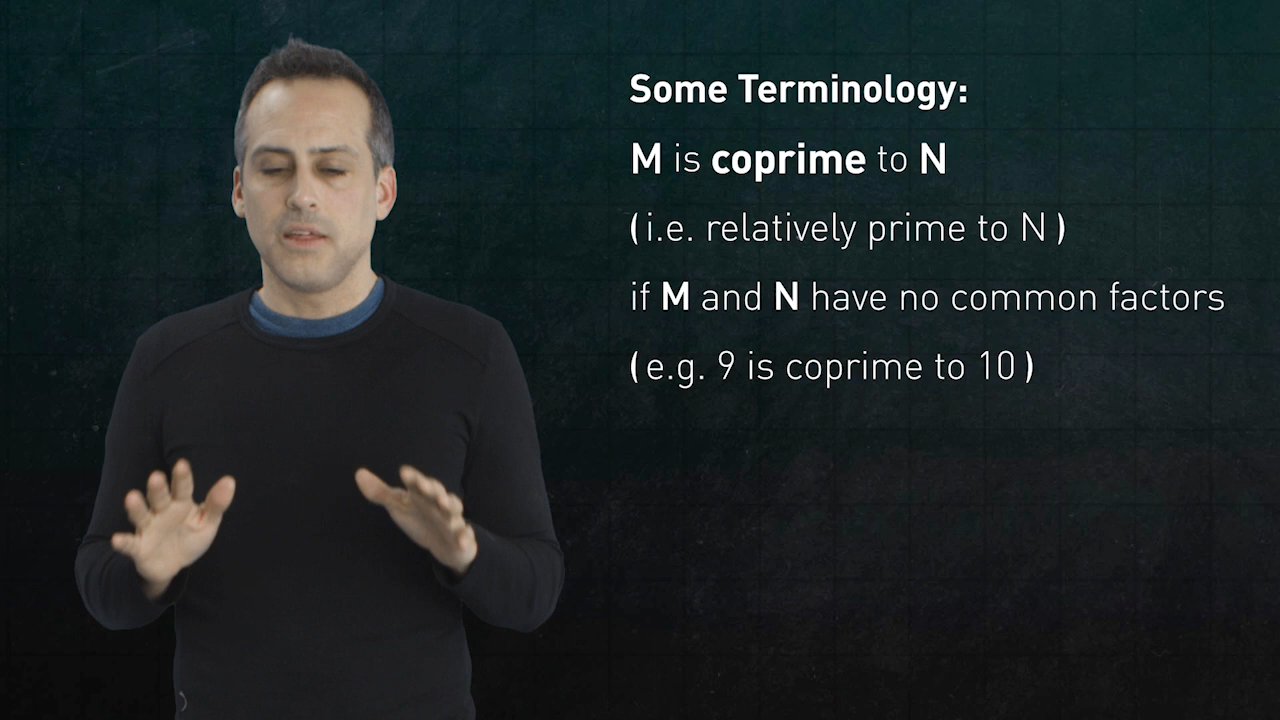 Some Terminology:
M is coprime to N
(i.e. relatively prime to N)
if M and N have no common factors
(e.g. 9 is coprime to 10)